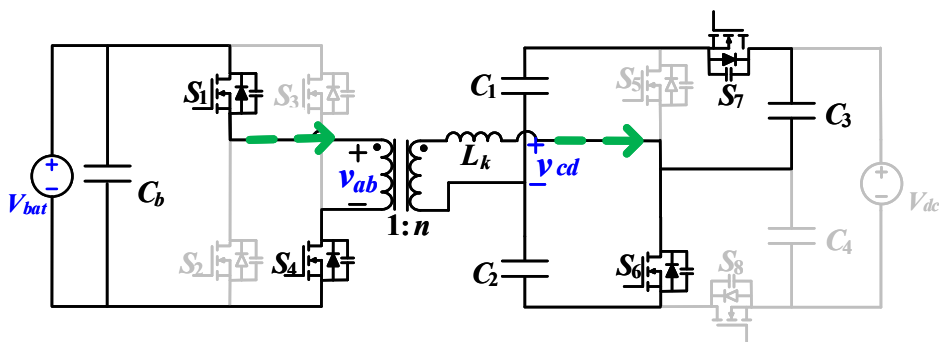 S7
S1
S3
C1
S5
C3
Lk
+
+
+
+
Vbat
−
Cb
vab
vcd
−
−
Vdc
−
1:n
S2
S4
C2
S6
S8
C4